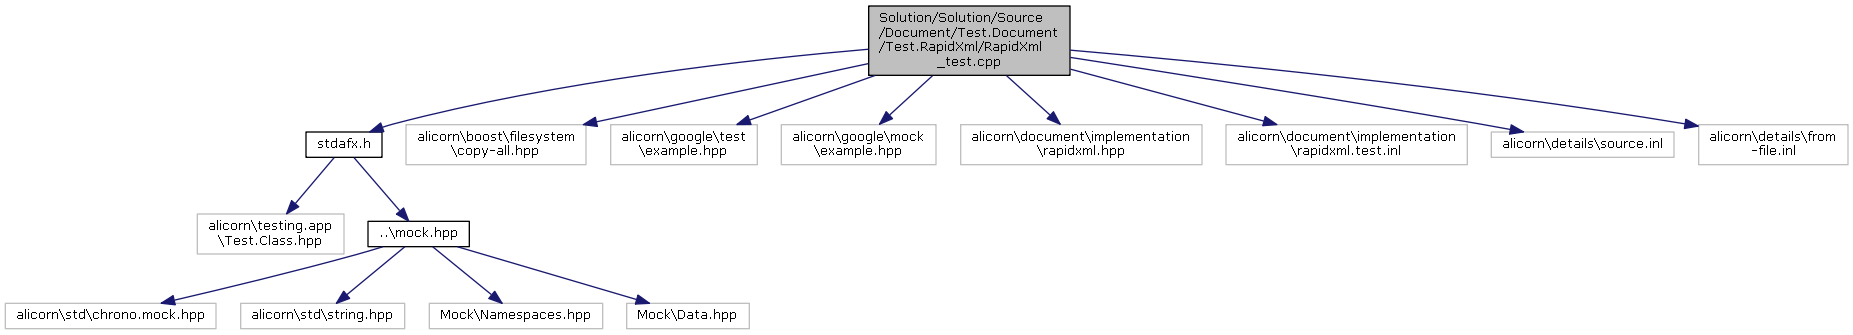 Solution/Solution/Source
/Document/Test.Document
/Test.RapidXml/RapidXml
_test.cpp
stdafx.h
alicorn\boost\filesystem
\copy-all.hpp
alicorn\google\test
\example.hpp
alicorn\google\mock
\example.hpp
alicorn\document\implementation
\rapidxml.hpp
alicorn\document\implementation
\rapidxml.test.inl
alicorn\details\source.inl
alicorn\details\from
-file.inl
alicorn\testing.app
\Test.Class.hpp
..\mock.hpp
alicorn\std\chrono.mock.hpp
alicorn\std\string.hpp
Mock\Namespaces.hpp
Mock\Data.hpp